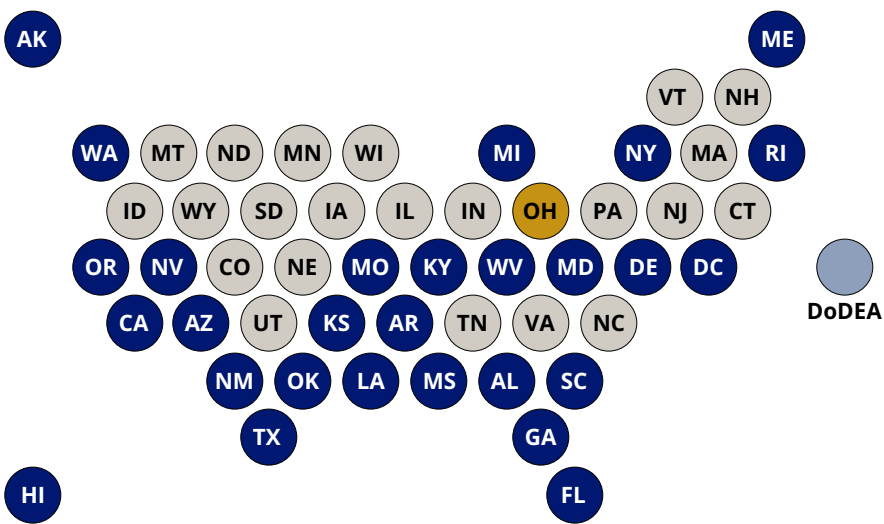 AK ME
VT NH
WA MT ND MN WI MI NY MA RI
ID WY SD IA IL IN OH PA NJ CT
OR NV CO NE MO KY WV MD DE DC
DoDEA
CA AZ UT KS AR TN VA NC
NM OK LA MS AL SC
TX GA
HI FL